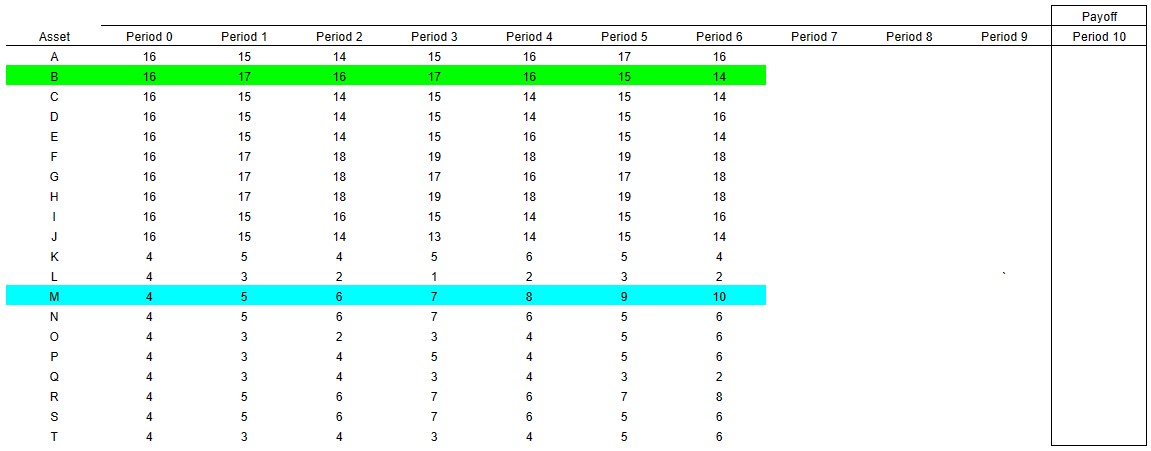 Payoff
Asset Period 0 Period 1 Period 2 Period 3 Period 4 Period 5 Period 6 Period 7 Period 8 Period 9 Period 10
A 16 15 14 15 16 17 16
B 16 17 16 17 16 15 14
C 16 15 14 15 14 15 14
D 16 15 14 15 14 15 16
E 16 15 14 15 16 15 14
F 16 17 18 19 18 19 18
G 16 17 18 17 16 17 18
H 16 17 18 19 18 19 18
I 16 15 16 15 14 15 16
J 16 15 14 13 14 15 14
K 4 5 4 5 6 5 4
L 4 3 2 1 2 3 2 `
M 4 5 6 7 8 9 10
N 4 5 6 7 6 5 6
O 4 3 2 3 4 5 6
P 4 3 4 5 4 5 6
Q 4 3 4 3 4 3 2
R 4 5 6 7 6 7 8
S 4 5 6 7 6 5 6
T 4 3 4 3 4 5 6